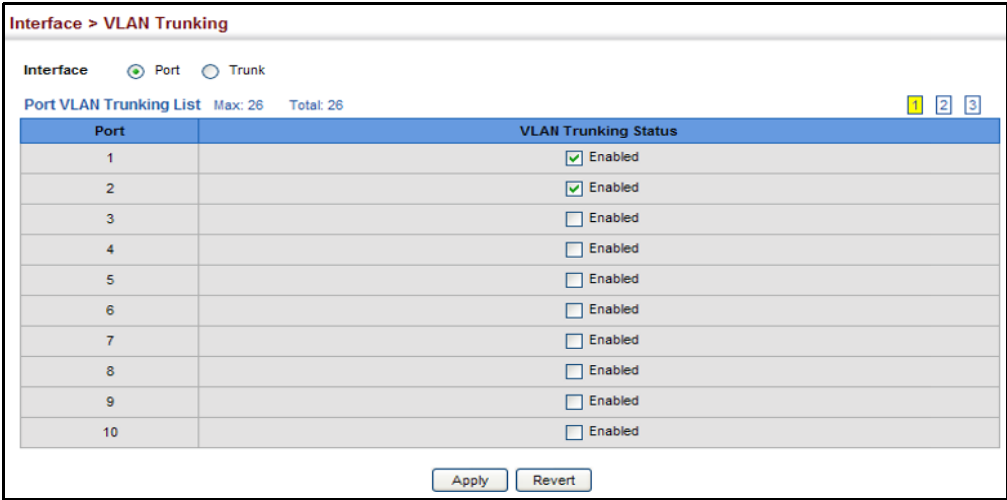 Interface > VLAN Trunking
Interface Port Trunk
Port VLAN Trunking List Max: 26 Total: 26 1 2 3
Port VLAN Trunking Status
1 Enabled
2 Enabled
3 Enabled
4 Enabled
5 Enabled
6 Enabled
7 Enabled
8 Enabled
9 Enabled
10 Enabled
Apply Revert